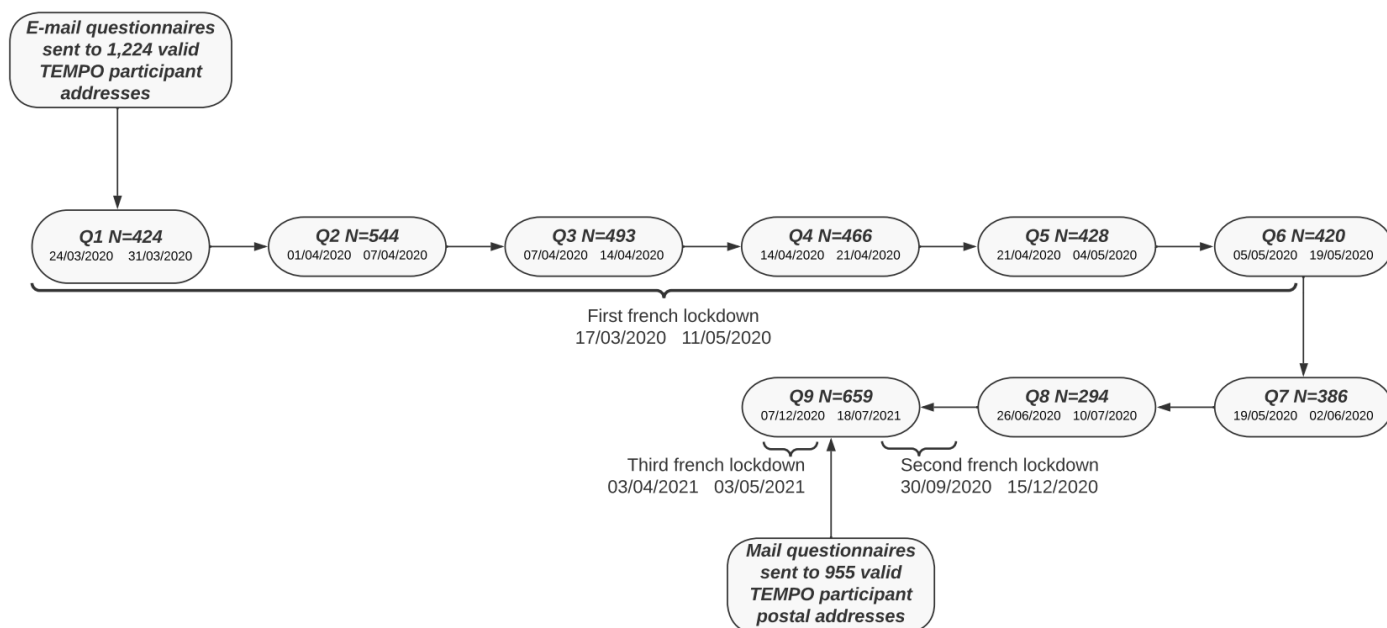 E-mail questionnaires
sent to 1,224 valid
TEMPO participant
addresses
Q1 N=424
24/03/2020 31/03/2020
Q2 N=544
01/04/2020 07/04/2020
Q3 N=493
07/04/2020 14/04/2020
Q4 N=466
14/04/2020 21/04/2020
Q5 N=428
21/04/2020 04/05/2020
Q6 N=420
05/05/2020 19/05/2020
First french lockdown
17/03/2020 11/05/2020
Q9 N=659
07/12/2020 18/07/2021
Q8 N=294
26/06/2020 10/07/2020
Q7 N=386
19/05/2020 02/06/2020
Third french lockdown
03/04/2021 03/05/2021
Second french lockdown
30/09/2020 15/12/2020
Mail questionnaires
sent to 955 valid
TEMPO participant
postal addresses